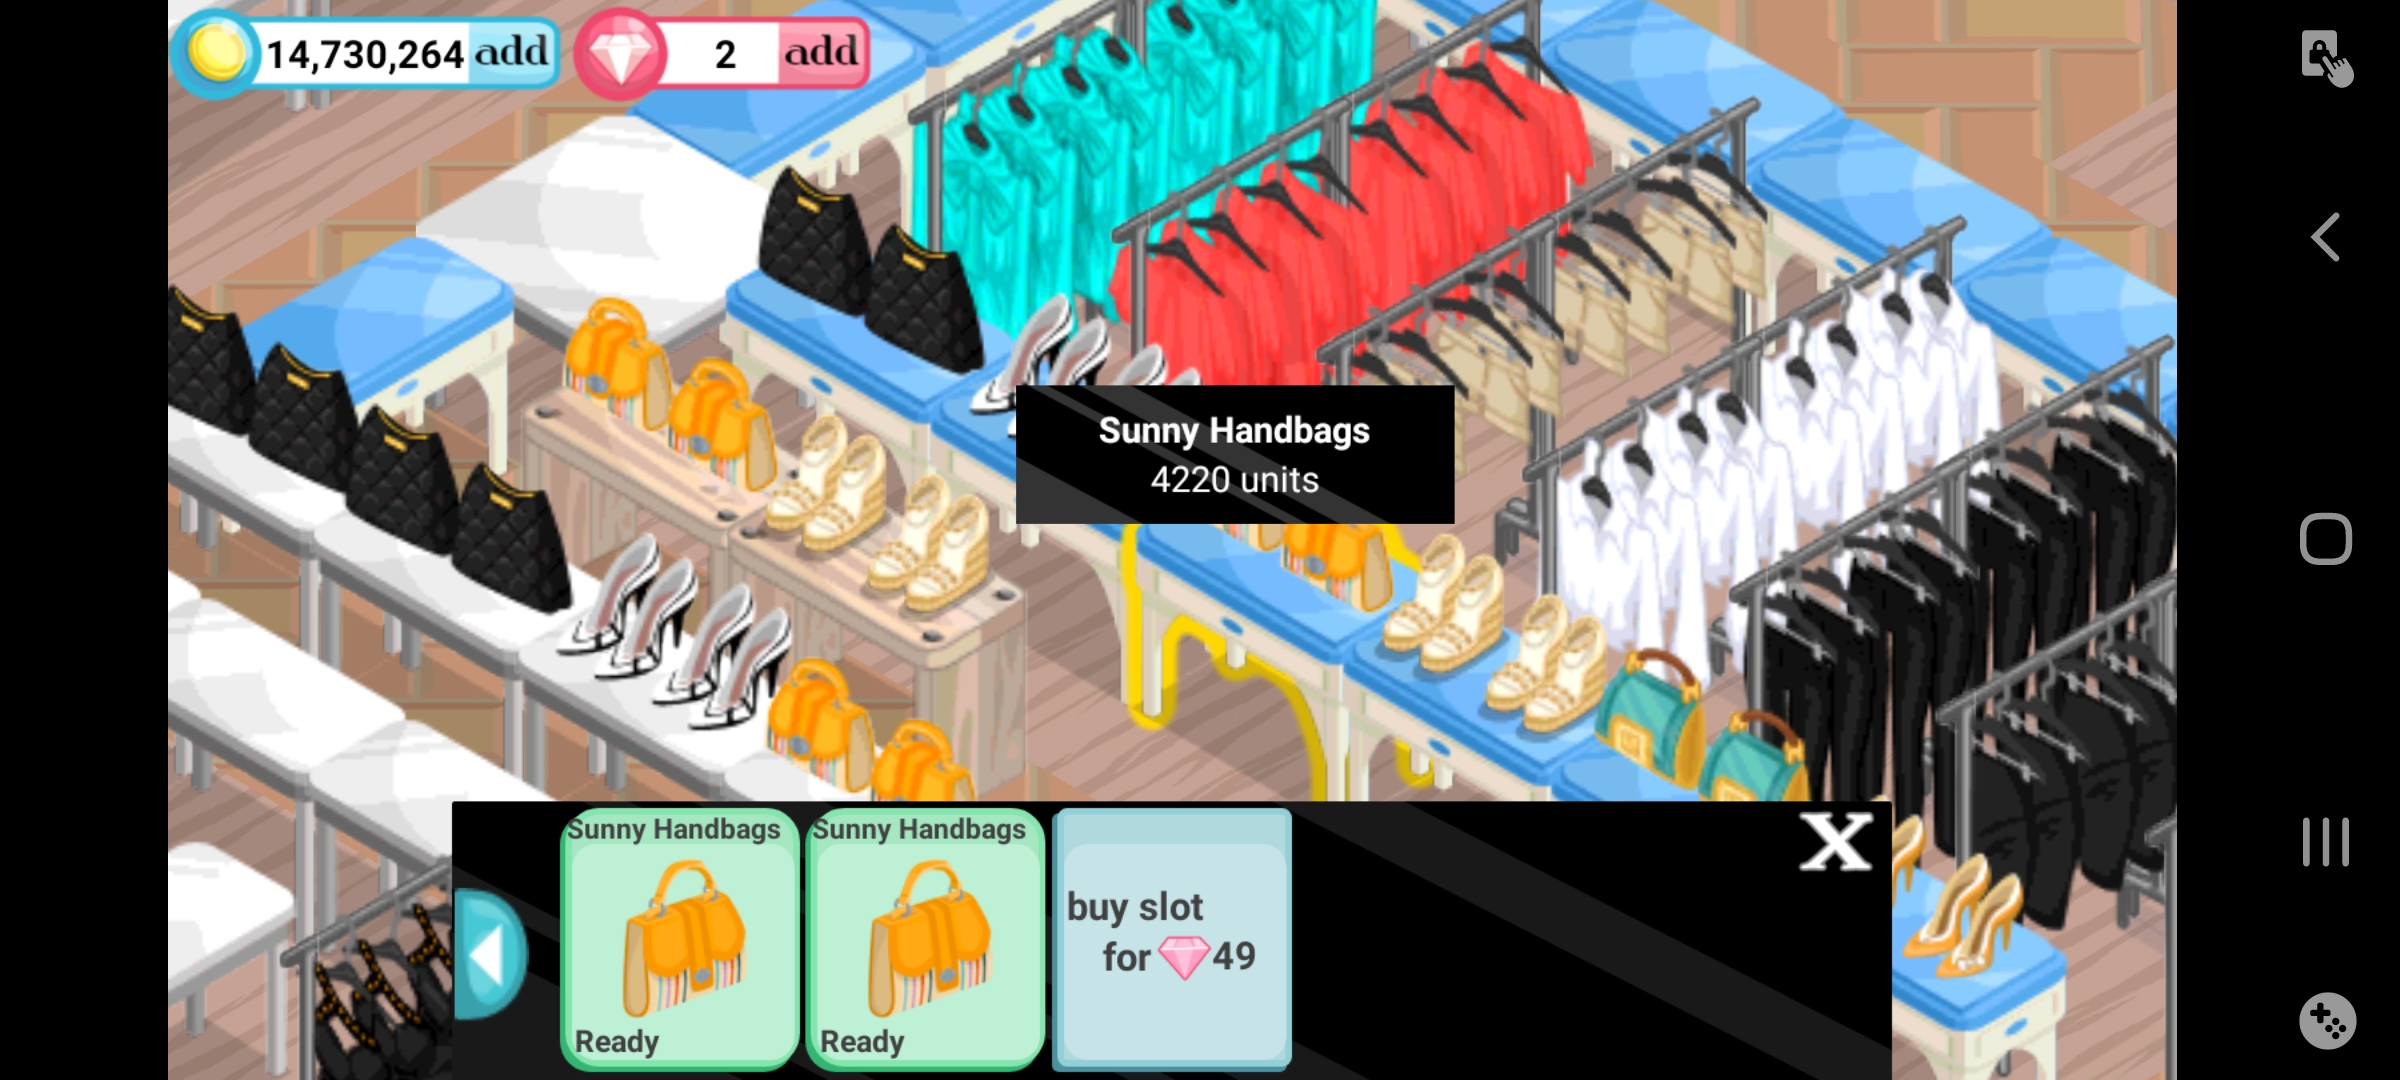 14,730,264 add
2 add
Sunny Handbags
4220 units
Sunny Handbags
Ready
Sunny Handbags
Ready
buy slot
for 49
X